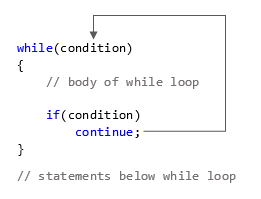 while(condition)
{
// body of while loop
if(condition)
continue;
}
// statements below while loop